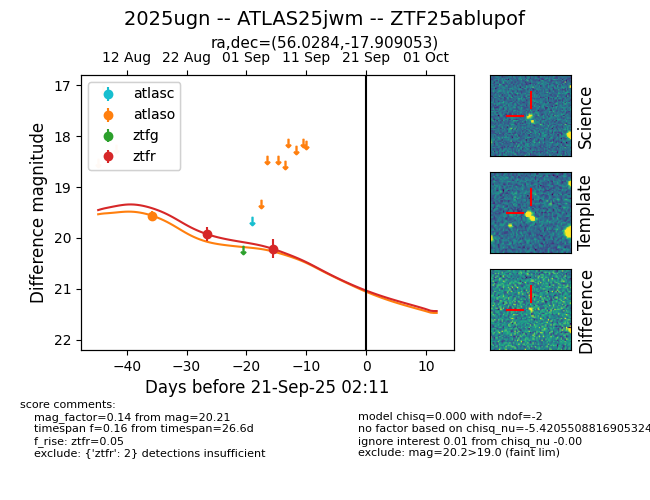 2025ugn -- ATLAS25jwm -- ZTF25ablupof
ra,dec=(56.0284,-17.909053)
12 Aug 22 Aug 01 Sep 11 Sep 21 Sep 01 Oct
17
18
19
20
21
22
Difference magnitude
atlasc
atlaso
ztfg
ztfr
−40 −30 −20 −10 0 10
Days before 21-Sep-25 02:11
Science
Template
Difference
score comments:
mag_factor=0.14 from mag=20.21
timespan f=0.16 from timespan=26.6d
f_rise: ztfr=0.05
exclude: {'ztfr': 2} detections insufficient
model chisq=0.000 with ndof=-2
no factor based on chisq_nu=-5.4205508816905324
ignore interest 0.01 from chisq_nu -0.00
exclude: mag=20.2>19.0 (faint lim)